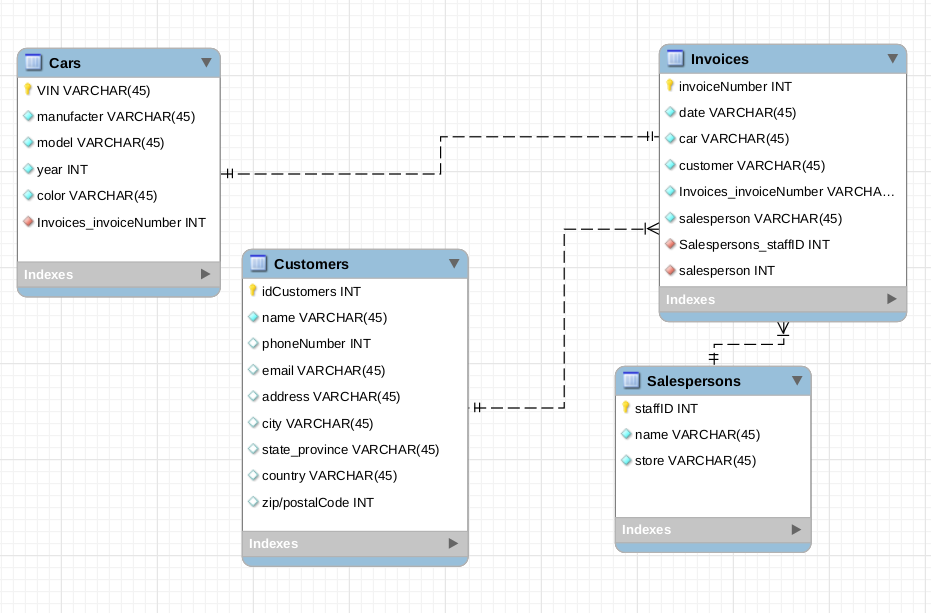 Cars
VIN VARCHAR(45)
manufacter VARCHAR(45)
model VARCHAR(45)
year INT
color VARCHAR(45)
Invoices_invoiceNumber INT
Indexes
Customers
idCustomers INT
name VARCHAR(45)
phoneNumber INT
email VARCHAR(45)
address VARCHAR(45)
city VARCHAR(45)
state_province VARCHAR(45)
country VARCHAR(45)
zip/postalCode INT
Indexes
Invoices
invoiceNumber INT
date VARCHAR(45)
car VARCHAR(45)
customer VARCHAR(45)
Invoices_invoiceNumber VARCHA...
salesperson VARCHAR(45)
Salespersons_staffID INT
salesperson INT
Indexes
Salespersons
staffID INT
name VARCHAR(45)
store VARCHAR(45)
Indexes